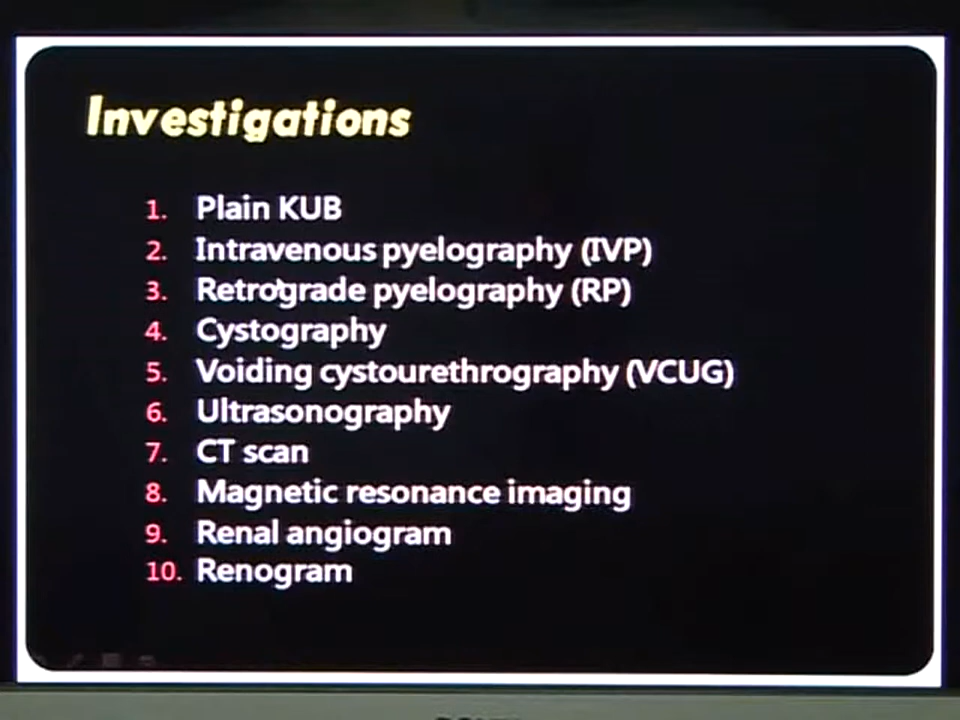 Investigations
1. Plain KUB
2. Intravenous pyelography (IVP)
3. Retrograde pyelography (RP)
4. Cystography
5. Voiding cystourethrography (VCUG)
6. Ultrasonography
7. CT scan
8. Magnetic resonance imaging
9. Renal angiogram
10. Renogram